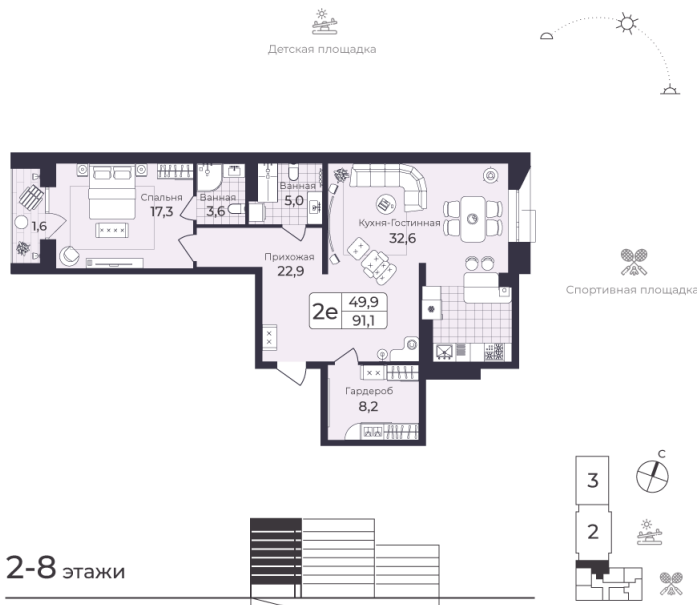 Детская площадка
Спальня
17,3
Ванная
3,6
Ванная
5,0
1,6
Кухня-Гостинная
32,6
Прихожая
22,9
2е
49,9
91,1
Спортивная площадка
Гардероб
8,2
С
3
2
2-8 этажи